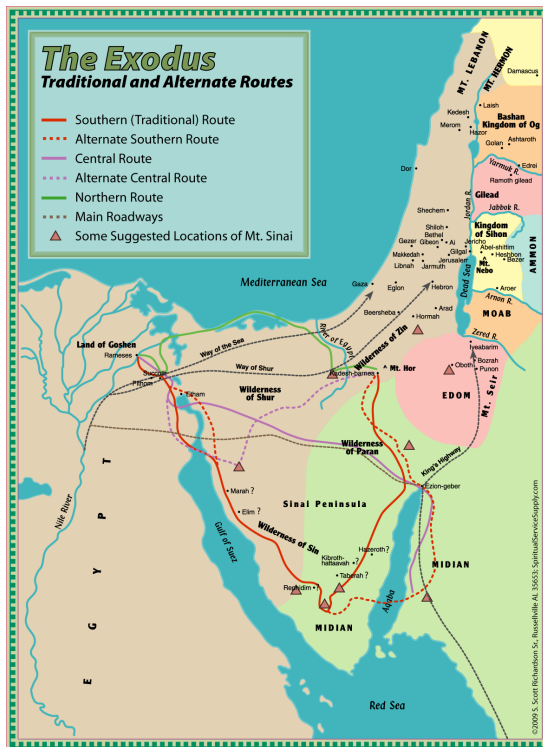 The Exodus
Traditional and Alternate Routes
Southern (Traditional) Route
Alternate Southern Route
Central Route
Alternate Central Route
Northern Route
Main Roadways
Some Suggested Locations of Mt. Sinai
MT. LEBANON
MT. HERMON
Damascus
Laish
Kedesh
Bashan
Kingdom of Og
Merom
Hazor
Ashtaroth
Golan
Edrei
Dor
Yarmuk R.
Ramoth gilead
Gilead
Jordan R.
Jabbok R.
Shechem
Kingdom
of Sihon
Shiloh
Bethel
Gezer
Gibeon
Ai
Jericho
Abel-shittim
Gilgal
Heshbon
Makkedah
Jerusalem
Mt.
Nebo
Bezer
Libnah
Jarmuth
AMMON
Mediterranean Sea
Gaza
Eglon
Hebron
Dead Sea
Aroer
Arnon R.
Arad
Beersheba
Hormah
MOAB
Zered R.
River of Egypt
Wilderness of Zin
Iyeabarim
Land of Goshen
Rameses
Way of the Sea
Way of Shur
Bozrah
Oboth
Punon
Mt. Hor
Kadesh-barnea
Succoth
Pithom
Etham
Wilderness
of Shur
EDOM
Mt. Seir
Wilderness
of Paran
King's Highway
Ezion-geber
Marah ?
Elim ?
Sinai Peninsula
Nile River
EGYPT
Gulf of Suez
Wilderness of Sin
Hazeroth ?
Kibroth-
hattaavah ?
Taberah ?
Rephidim ?
MIDIAN
MIDIAN
Aqaba
Red Sea
©2009 S. Scott Richardson Sr., Russellville AL 35653; SpiritualServiceSupply.com